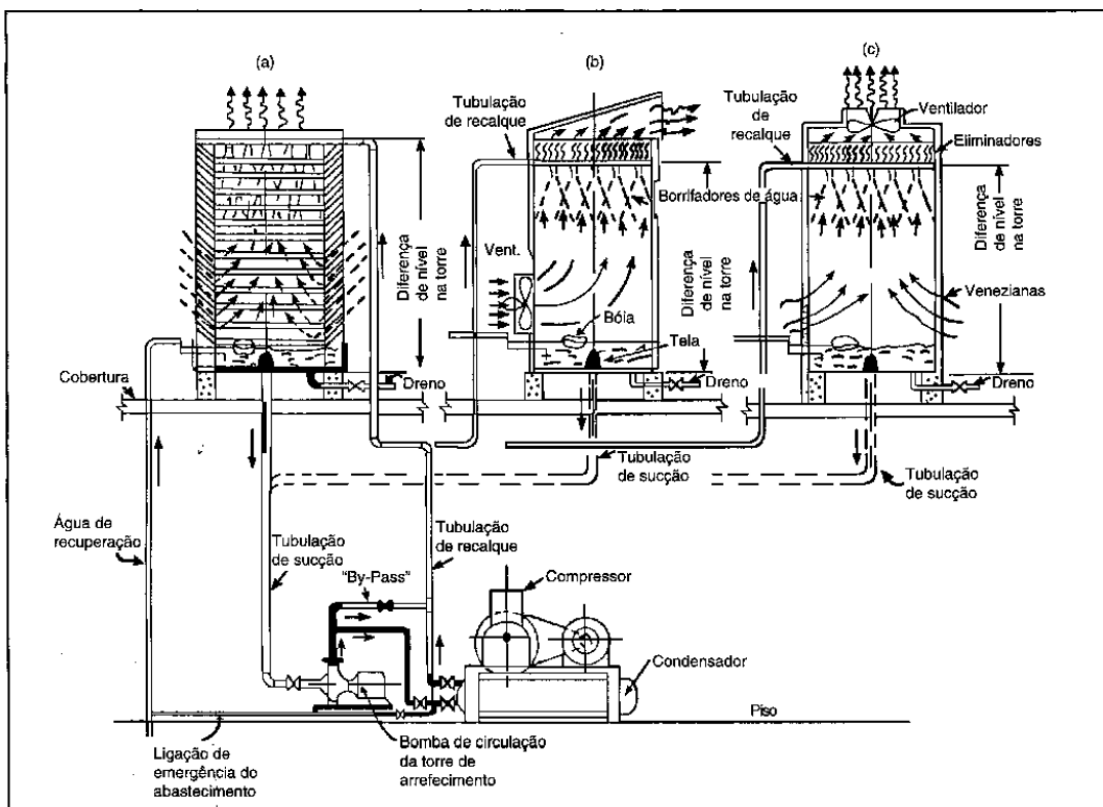 (a)
(b)
(c)
Tubulação
de recalque
Tubulação
de
recalque
Ventilador
Eliminadores
Borrifadores de água
Diferença
de nível
na torre
Vent.
Diferença
de nível
na torre
Diferença
de nível
na torre
Venezianas
Bóia
Tela
Cobertura
Dreno
Dreno
Dreno
Tubulação
de sucção
Tubulação
de sucção
Água de
recuperação
Tubulação
de sucção
Tubulação
de recalque
"By-Pass"
Compressor
Condensador
Piso
Ligação de
emergência do
abastecimento
Bomba de circulação
da torre de
arrefecimento